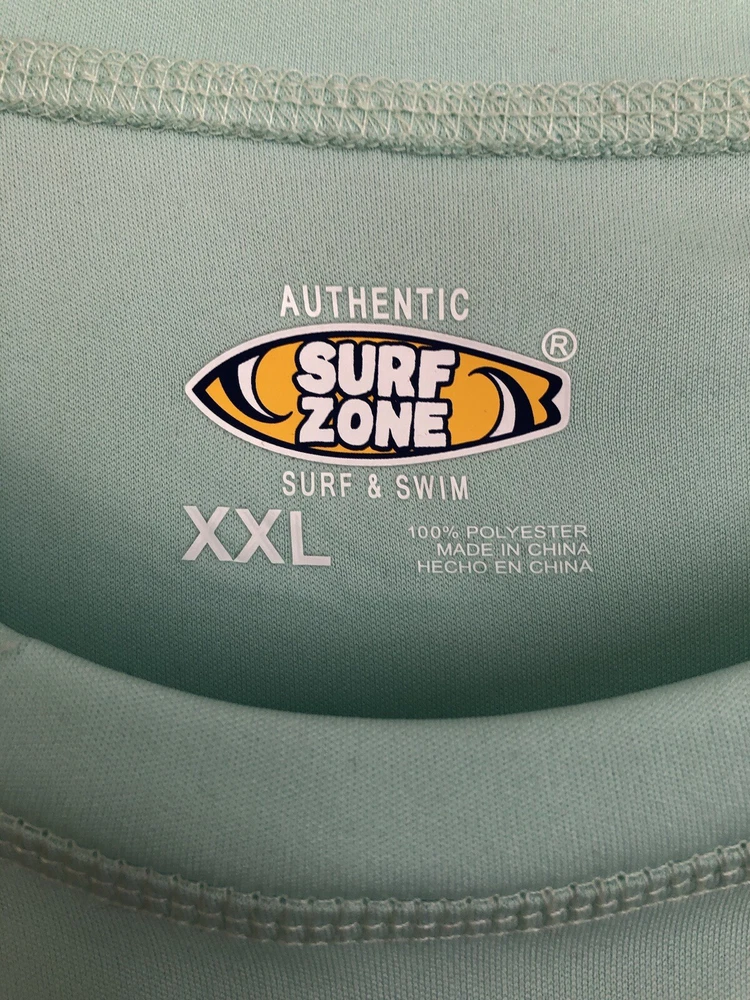 AUTHENTIC
SURF
ZONE
®
SURF & SWIM
XXL
100% POLYESTER
MADE IN CHINA
HECHO EN CHINA